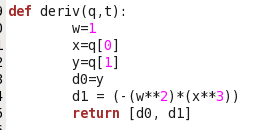 def deriv(q,t):
        w=1
        x=q[0]
        y=q[1]
        d0=y
        d1 = (-(w**2)*(x**3))
        return [d0, d1]